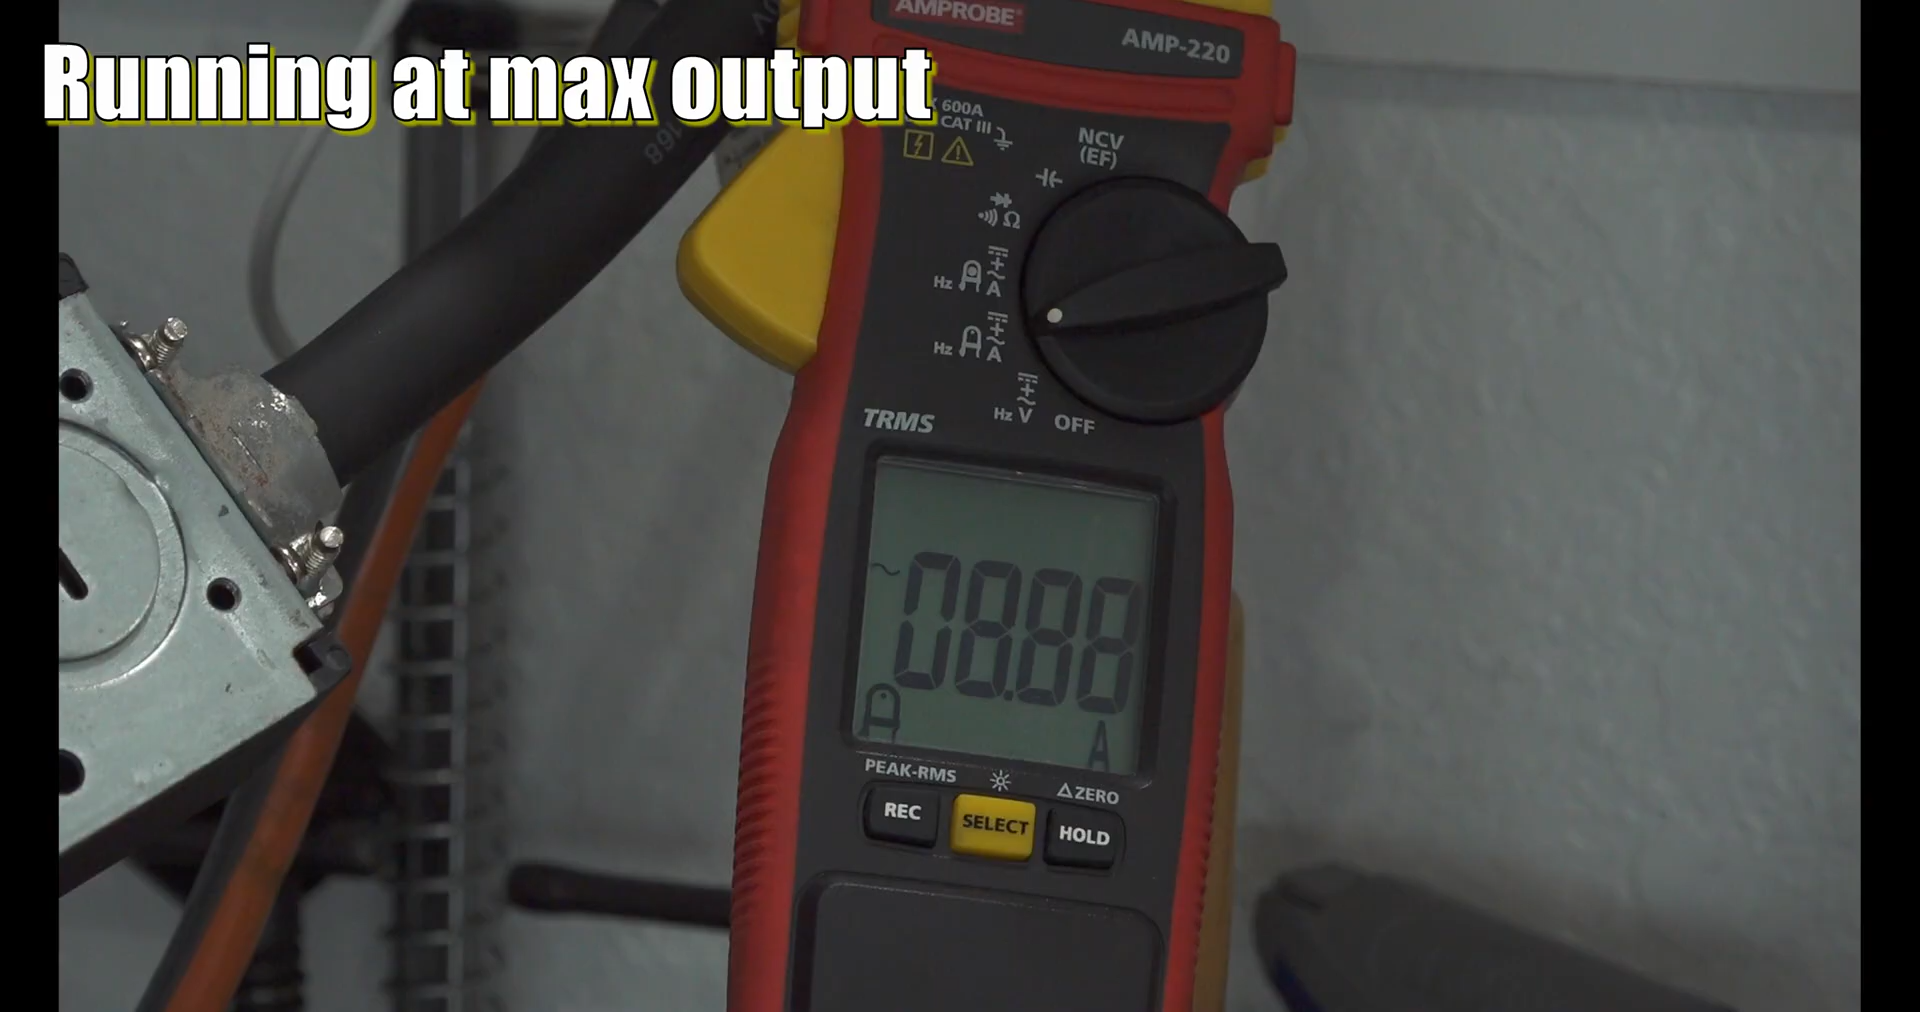 Running at max output
AMPROBE®
AMP-220
600A
CAT III
NCV
(EF)
Ω
Hz A
Hz A
Hz V
OFF
TRMS
08.88
A
PEAK-RMS
ΔZERO
REC
SELECT
HOLD